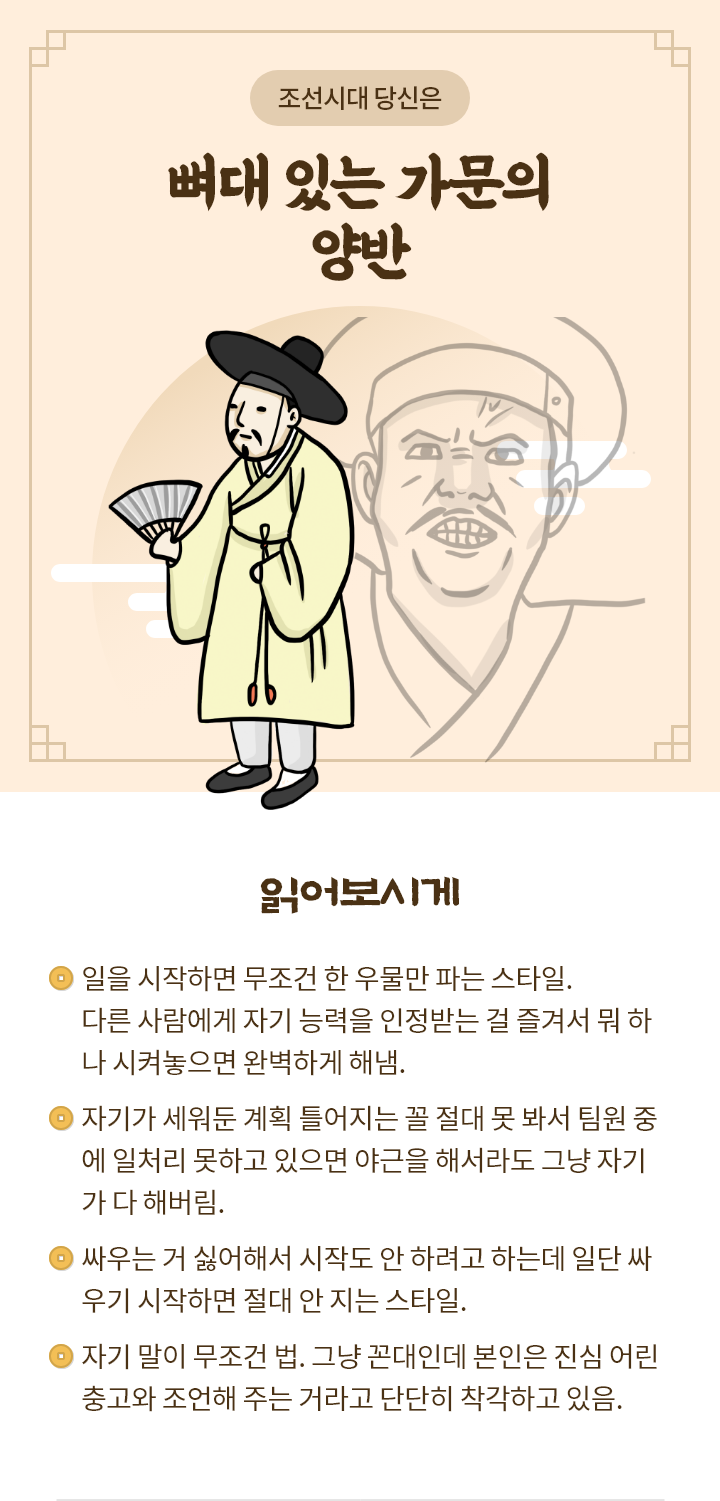 조선시대 당신은
뼈대 있는 가문의
양반
읽어보시게
일을 시작하면 무조건 한 우물만 파는 스타일.
다른 사람에게 자기 능력을 인정받는 걸 즐겨서 뭐 하
나 시켜놓으면 완벽하게 해냄.
자기가 세워둔 계획 틀어지는 꼴 절대 못 봐서 팀원 중
에 일처리 못하고 있으면 야근을 해서라도 그냥 자기
가 다 해버림.
싸우는 거 싫어해서 시작도 안 하려고 하는데 일단 싸
우기 시작하면 절대 안 지는 스타일.
자기 말이 무조건 법. 그냥 꼰대인데 본인은 진심 어린
충고와 조언해 주는 거라고 단단히 착각하고 있음.